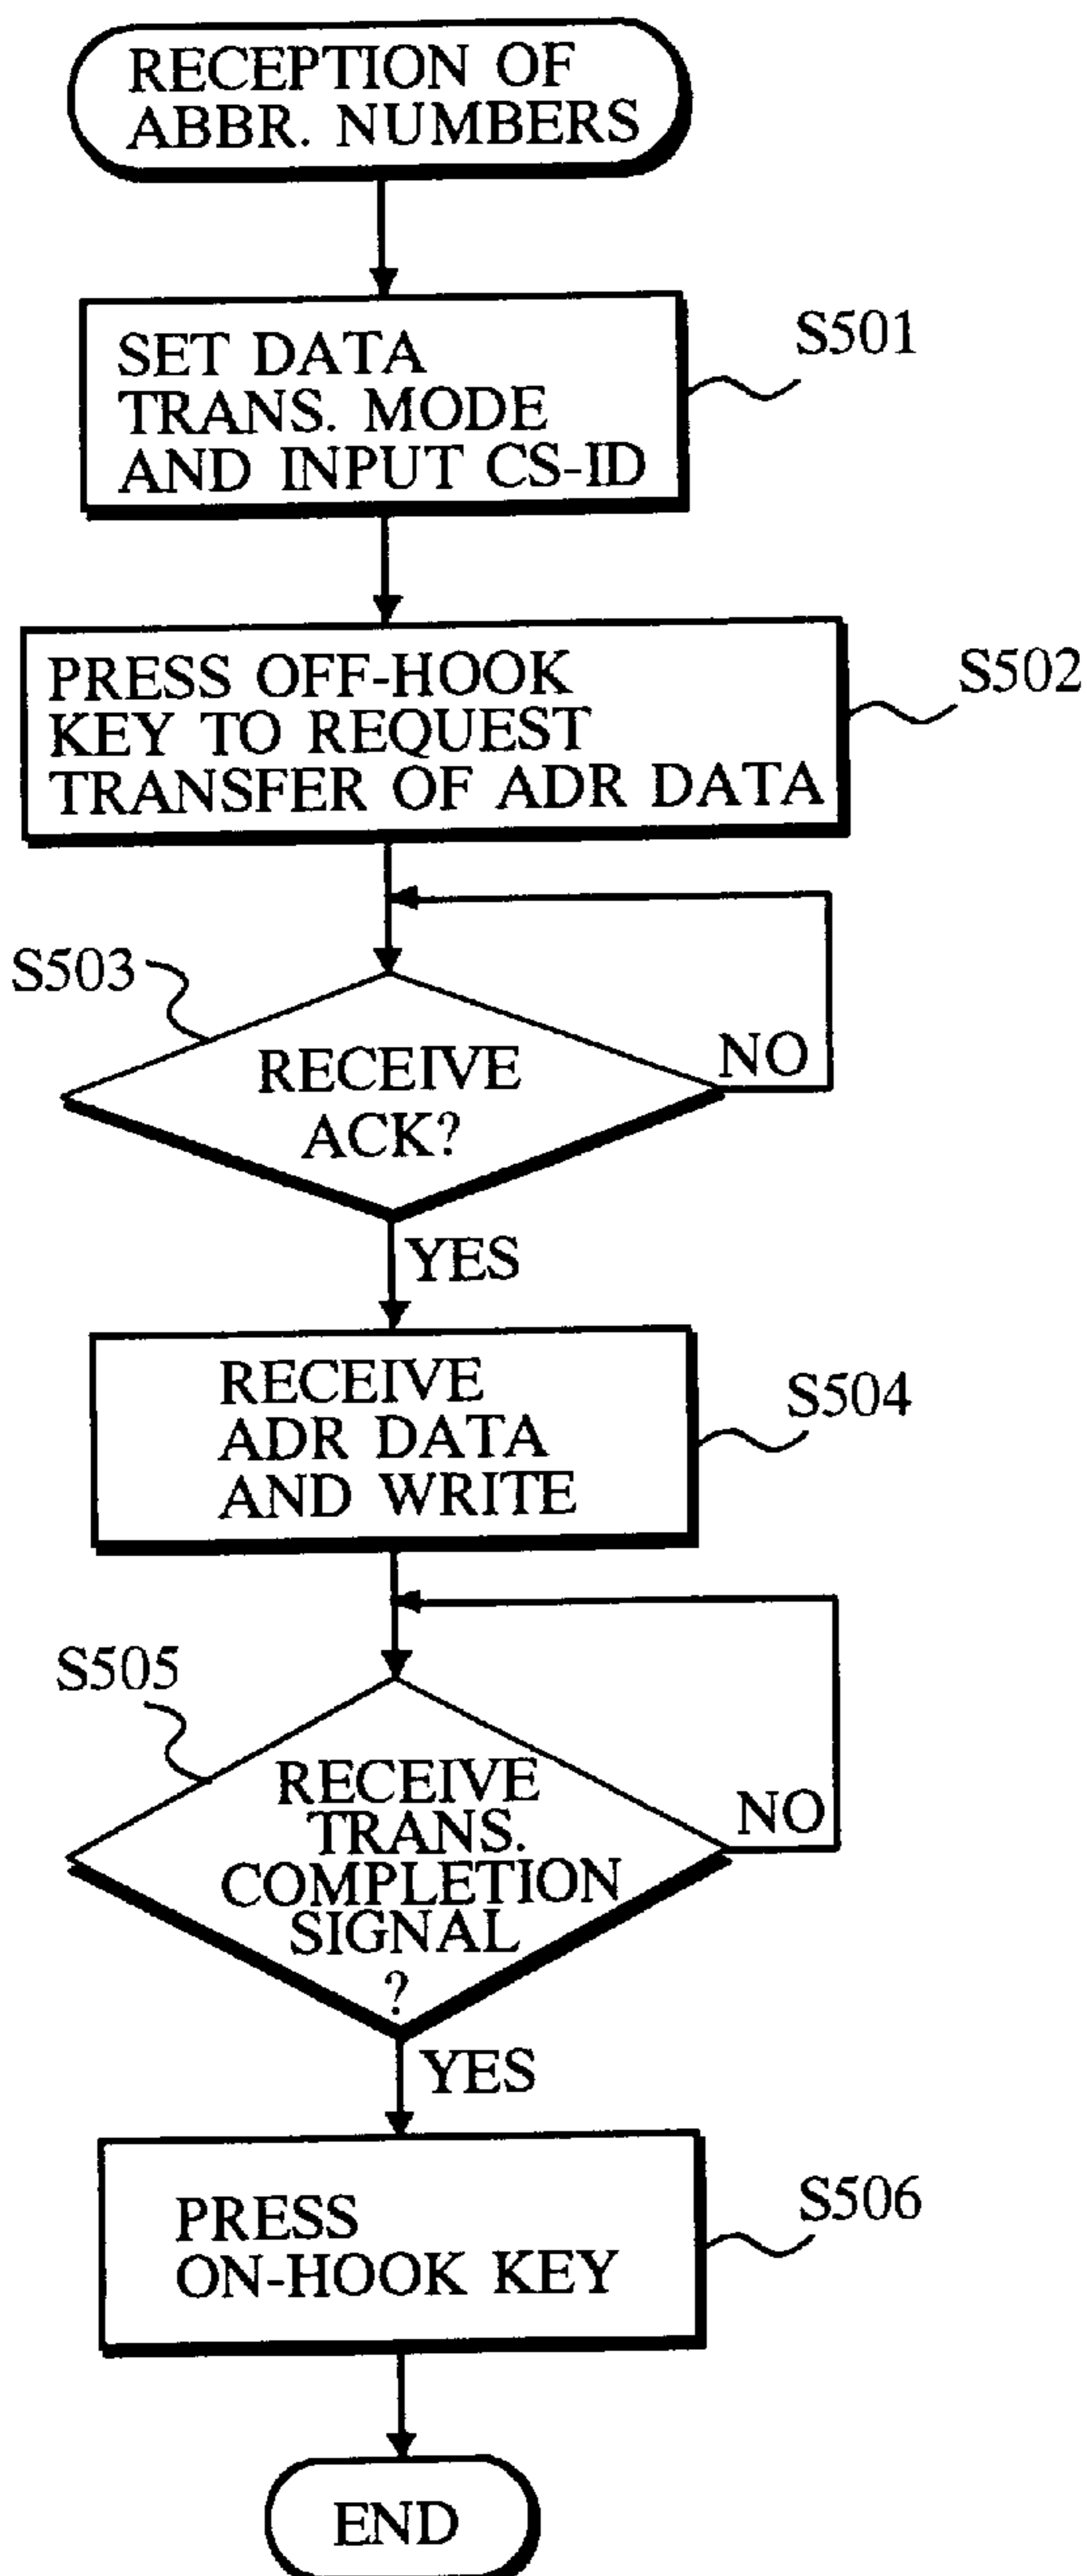 RECEPTION OF
ABBR. NUMBERS
SET DATA
TRANS. MODE
AND INPUT CS-ID
S501
PRESS OFF-HOOK
KEY TO REQUEST
TRANSFER OF ADR DATA
S502
S503
RECEIVE
ACK?
NO
YES
RECEIVE
ADR DATA
AND WRITE
S504
S505
RECEIVE
TRANS.
COMPLETION
SIGNAL
?
NO
YES
PRESS
ON-HOOK KEY
S506
END